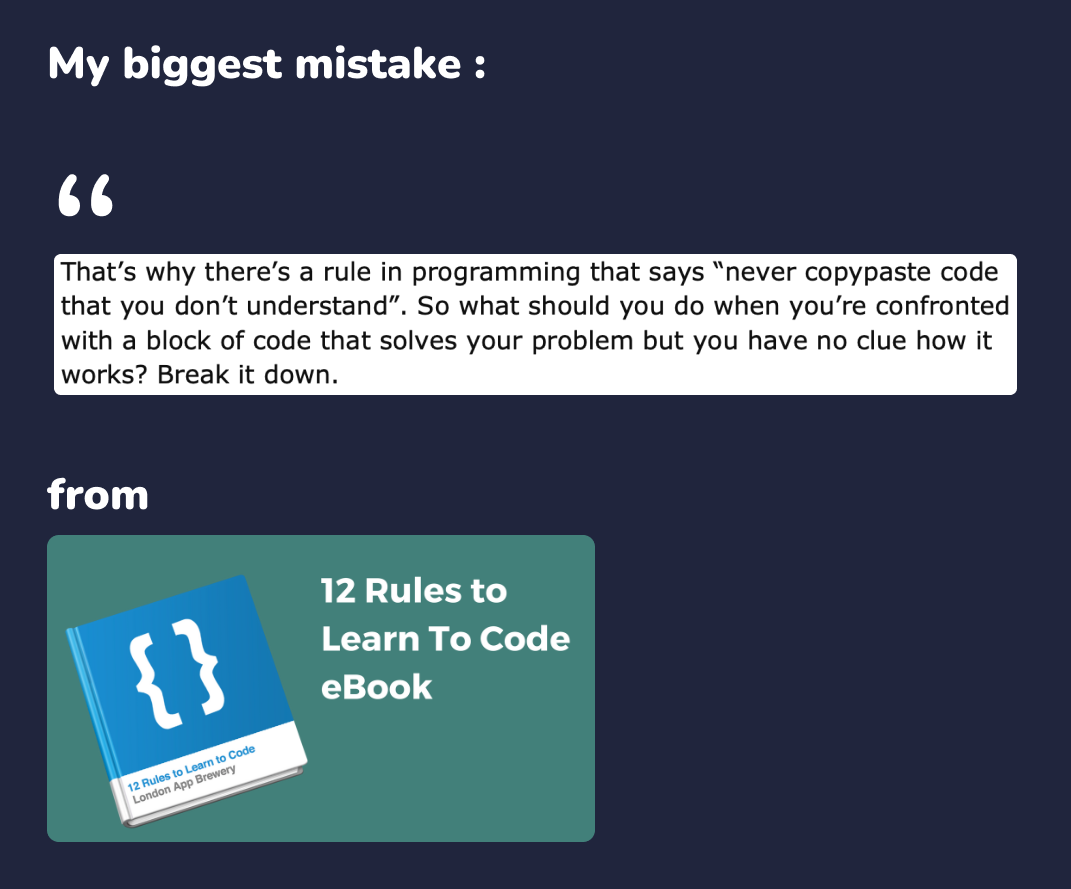 My biggest mistake :
“
That’s why there’s a rule in programming that says “never copypaste code
that you don’t understand”. So what should you do when you’re confronted
with a block of code that solves your problem but you have no clue how it
works? Break it down.
from
12 Rules to
Learn To Code
eBook
{ }
12 Rules to Learn to Code
London App Brewery